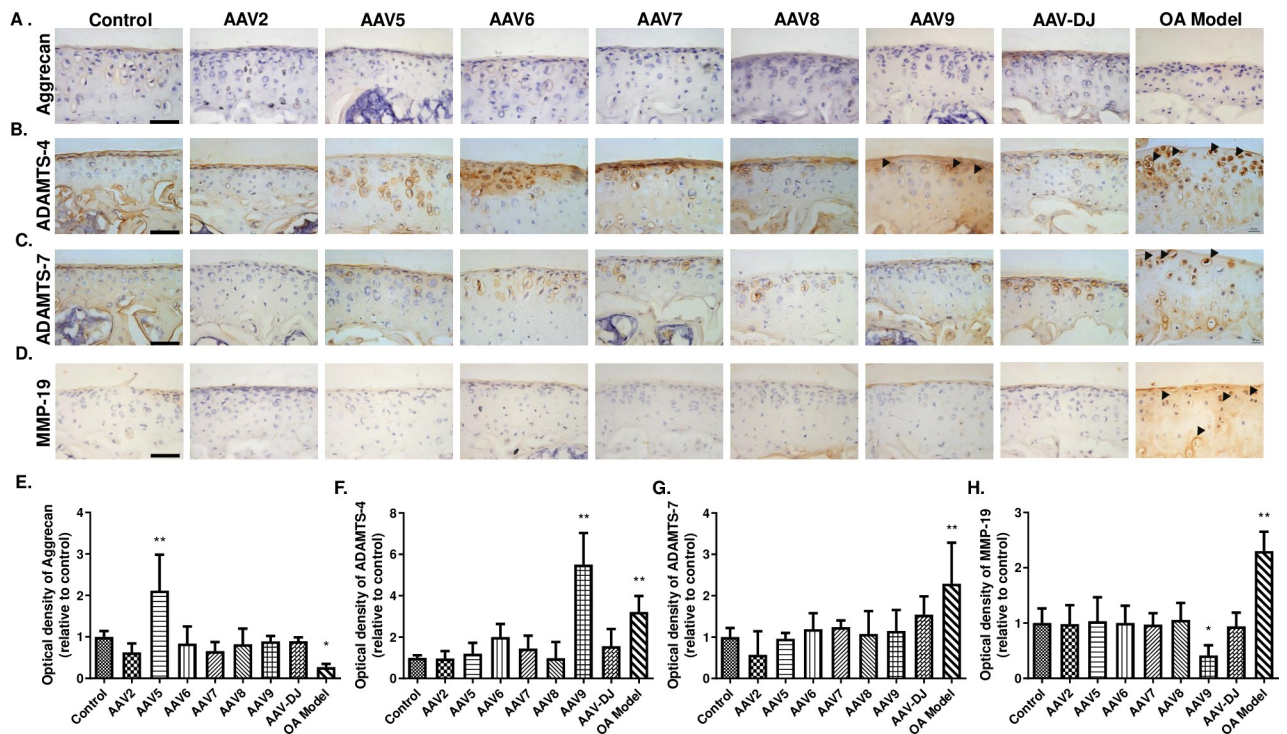 A. Control AAV2 AAV5 AAV6 AAV7 AAV8 AAV9 AAV-DJ OA Model
Aggrecan
B.
ADAMTS-4
C.
ADAMTS-7
D.
MMP-19
E.
Optical density of Aggrecan
(relative to control)
4
3
2
1
0
**
*
Control AAV2 AAV5 AAV6 AAV7 AAV8 AAV9 AAV-DJ OA Model
F.
Optical density of ADAMTS-4
(relative to control)
8
6
4
2
0
**
**
Control AAV2 AAV5 AAV6 AAV7 AAV8 AAV9 AAV-DJ OA Model
G.
Optical density of ADAMTS-7
(relative to control)
4
3
2
1
0
**
Control AAV2 AAV5 AAV6 AAV7 AAV8 AAV9 AAV-DJ OA Model
H.
Optical density of MMP-19
(relative to control)
3
2
1
0
*
**
Control AAV2 AAV5 AAV6 AAV7 AAV8 AAV9 AAV-DJ OA Model